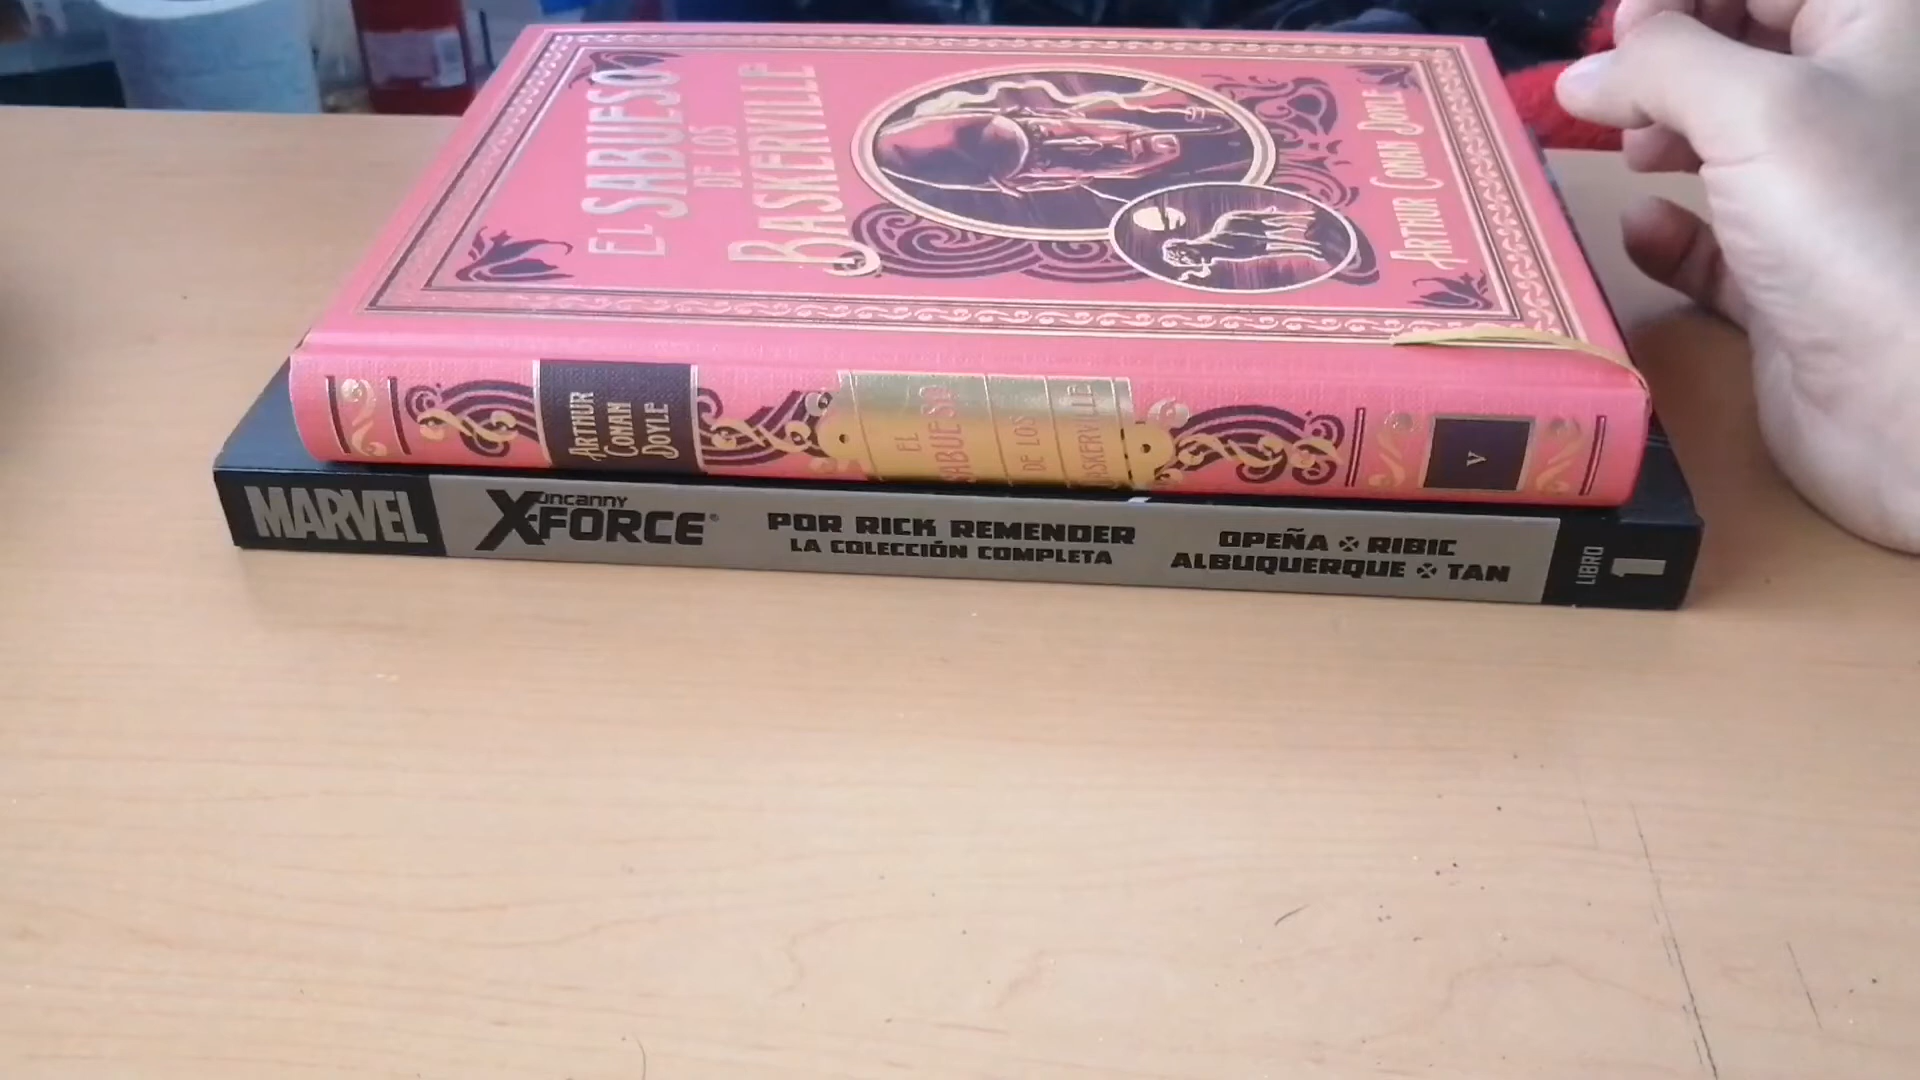 EL SABUESO
DE LOS
BASKERVILLE
ARTHUR CONAN DOYLE
ARTHUR
CONAN
DOYLE
EL
SABUESO
DE LOS
BASKERVILLE
V
MARVEL
UNCANNY
X-FORCE®
POR RICK REMENDER
LA COLECCIÓN COMPLETA
OPEÑA RIBIC
ALBUQUERQUE TAN
LIBRO
1